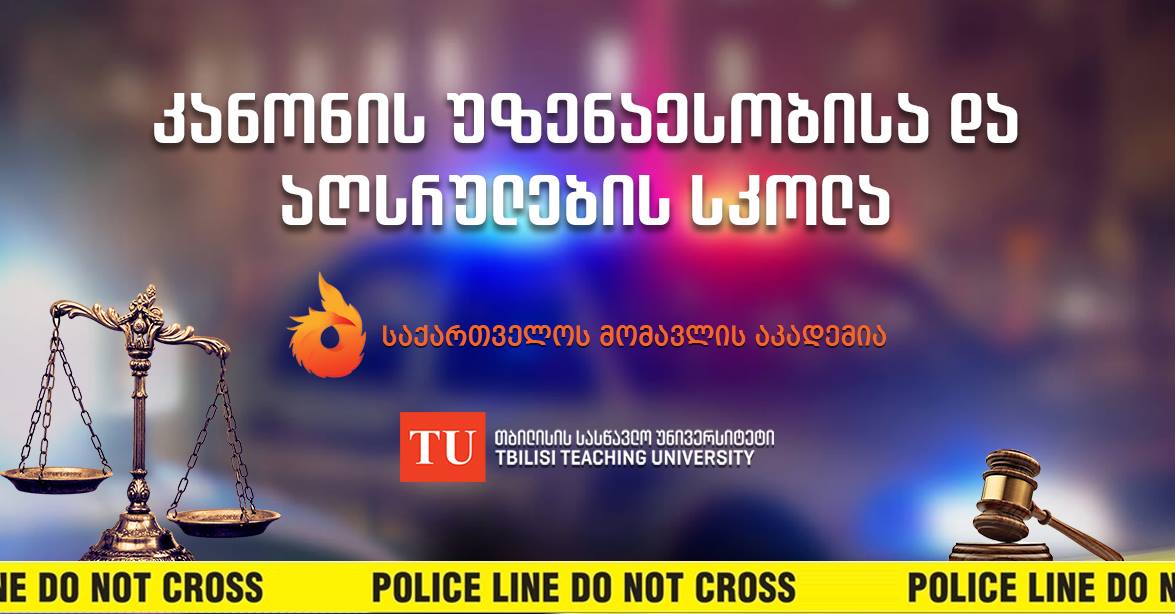 კანონის უზენაესობისა და
აღსრულების სკოლა
საქართველოს მომავლის აკადემია
TU
თბილისის სასწავლო უნივერსიტეტი
TBILISI TEACHING UNIVERSITY
NE DO NOT CROSS POLICE LINE DO NOT CROSS POLICE LINE DO N